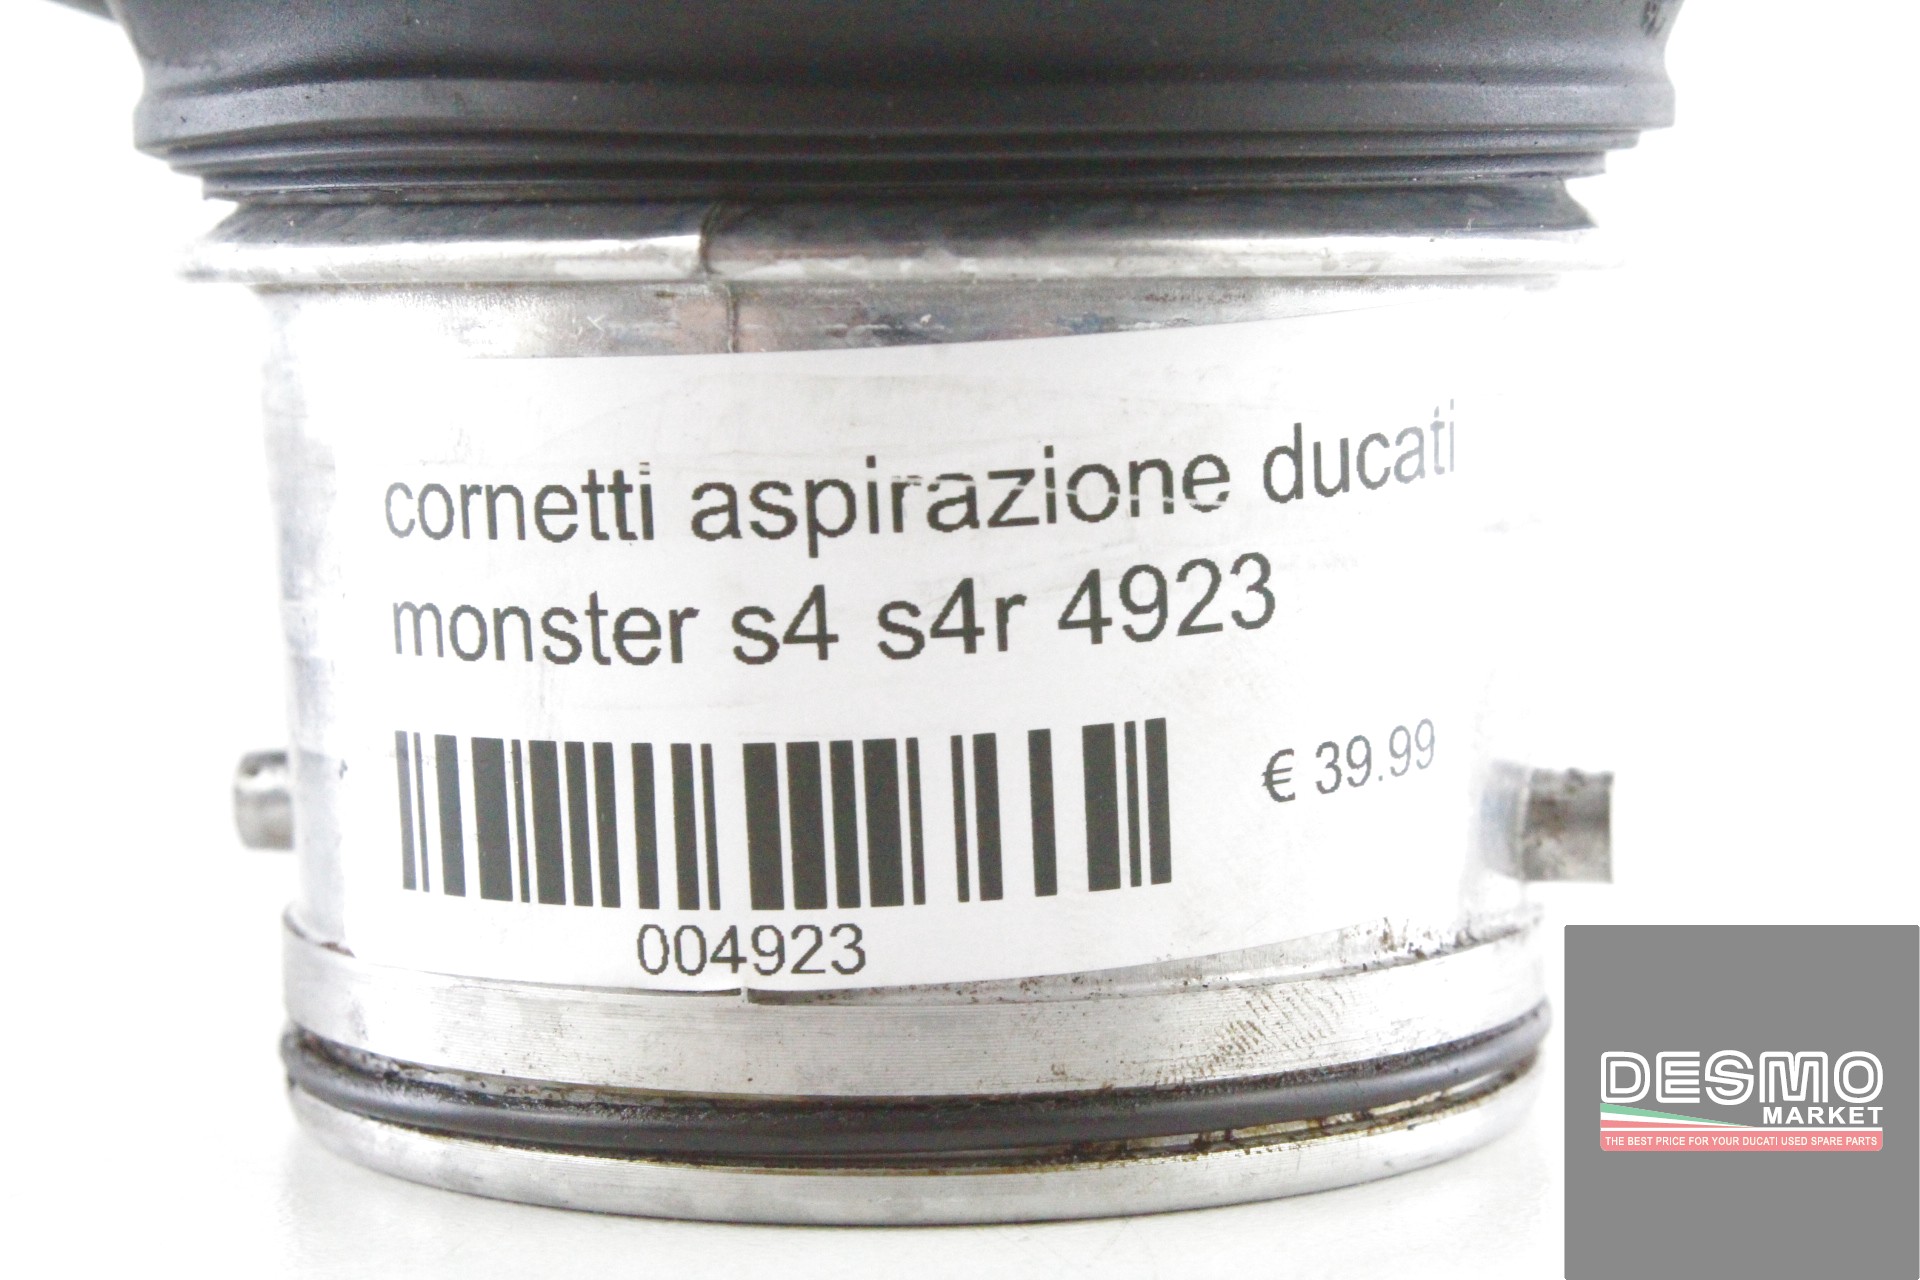 cornetti aspirazione ducati
monster s4 s4r 4923
€ 39.99
004923
DESMO
MARKET
THE BEST PRICE FOR YOUR DUCATI USED SPARE PARTS